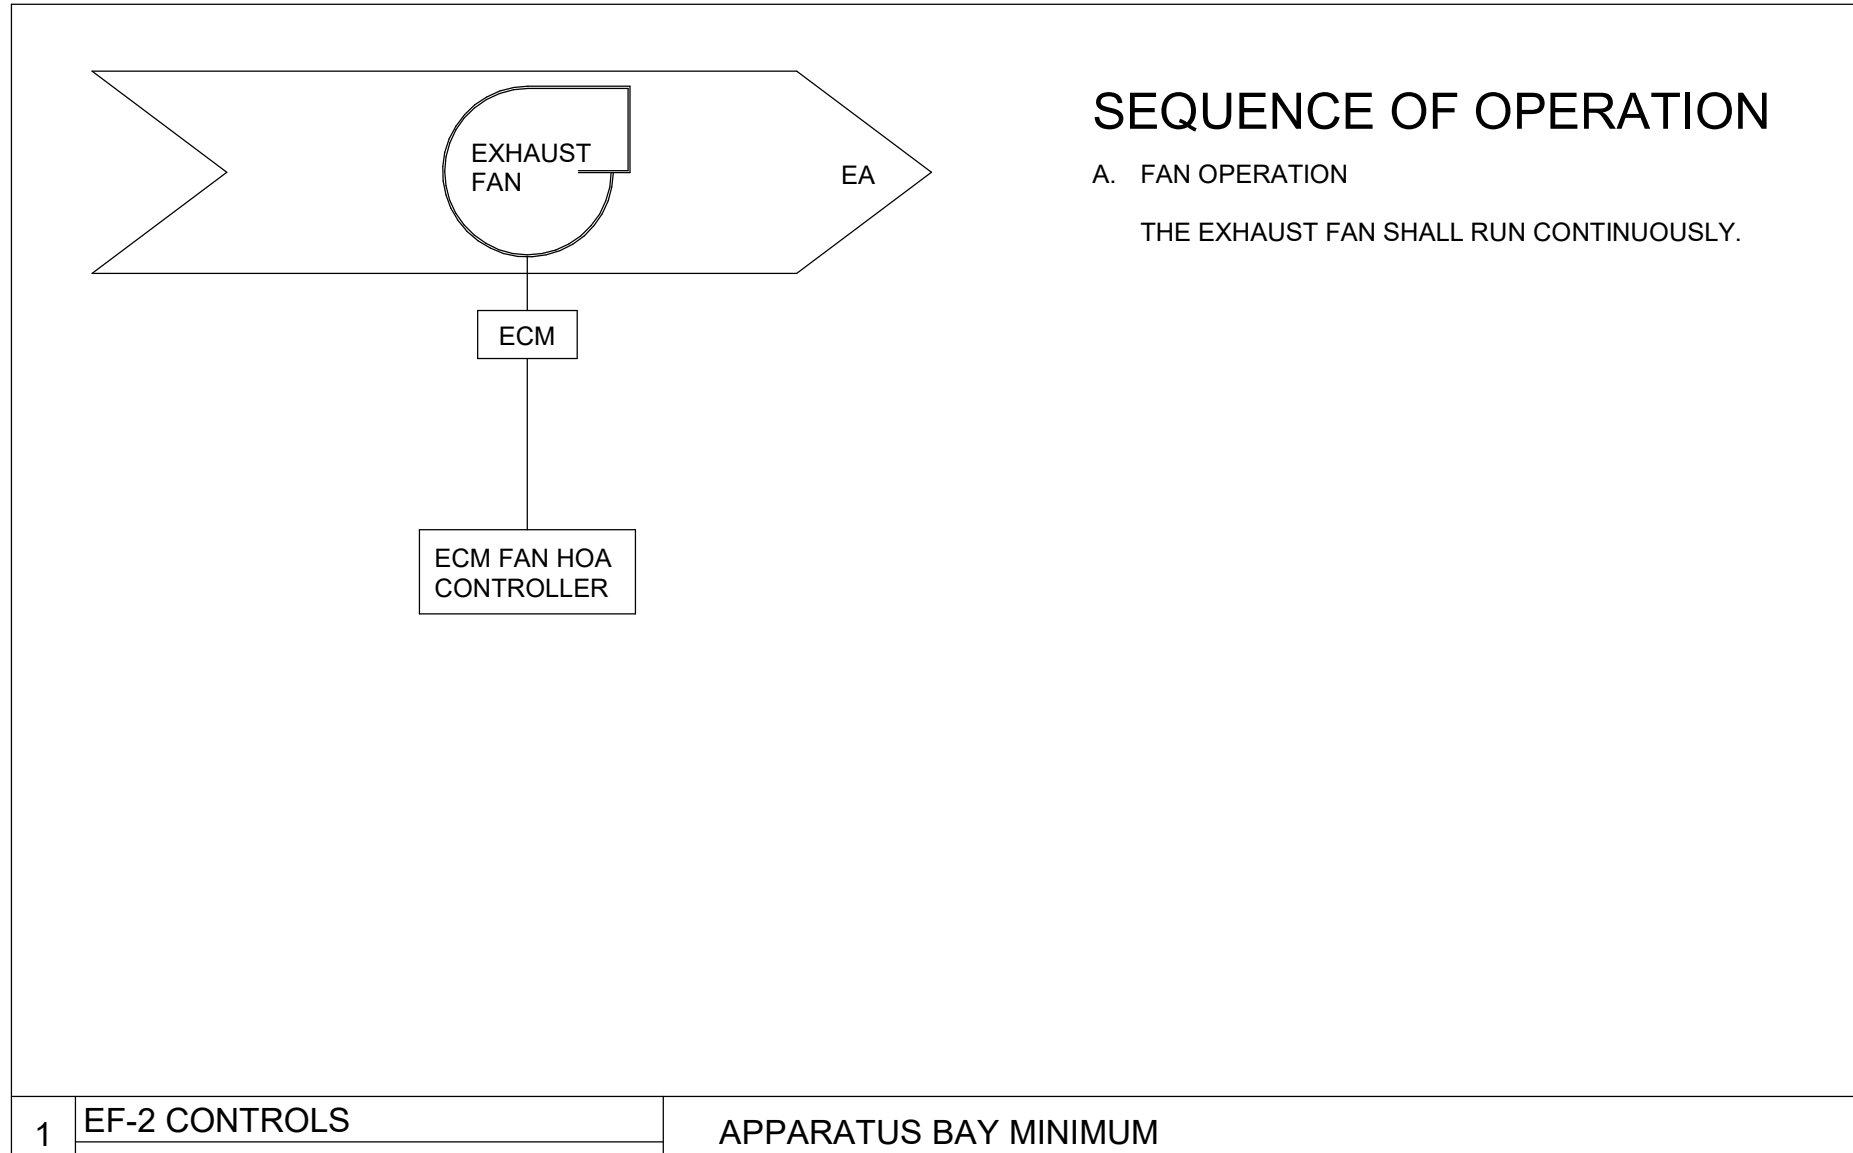 EXHAUST
FAN
EA
ECM
ECM FAN HOA
CONTROLLER
SEQUENCE OF OPERATION
A. FAN OPERATION
THE EXHAUST FAN SHALL RUN CONTINUOUSLY.
1
EF-2 CONTROLS
APPARATUS BAY MINIMUM